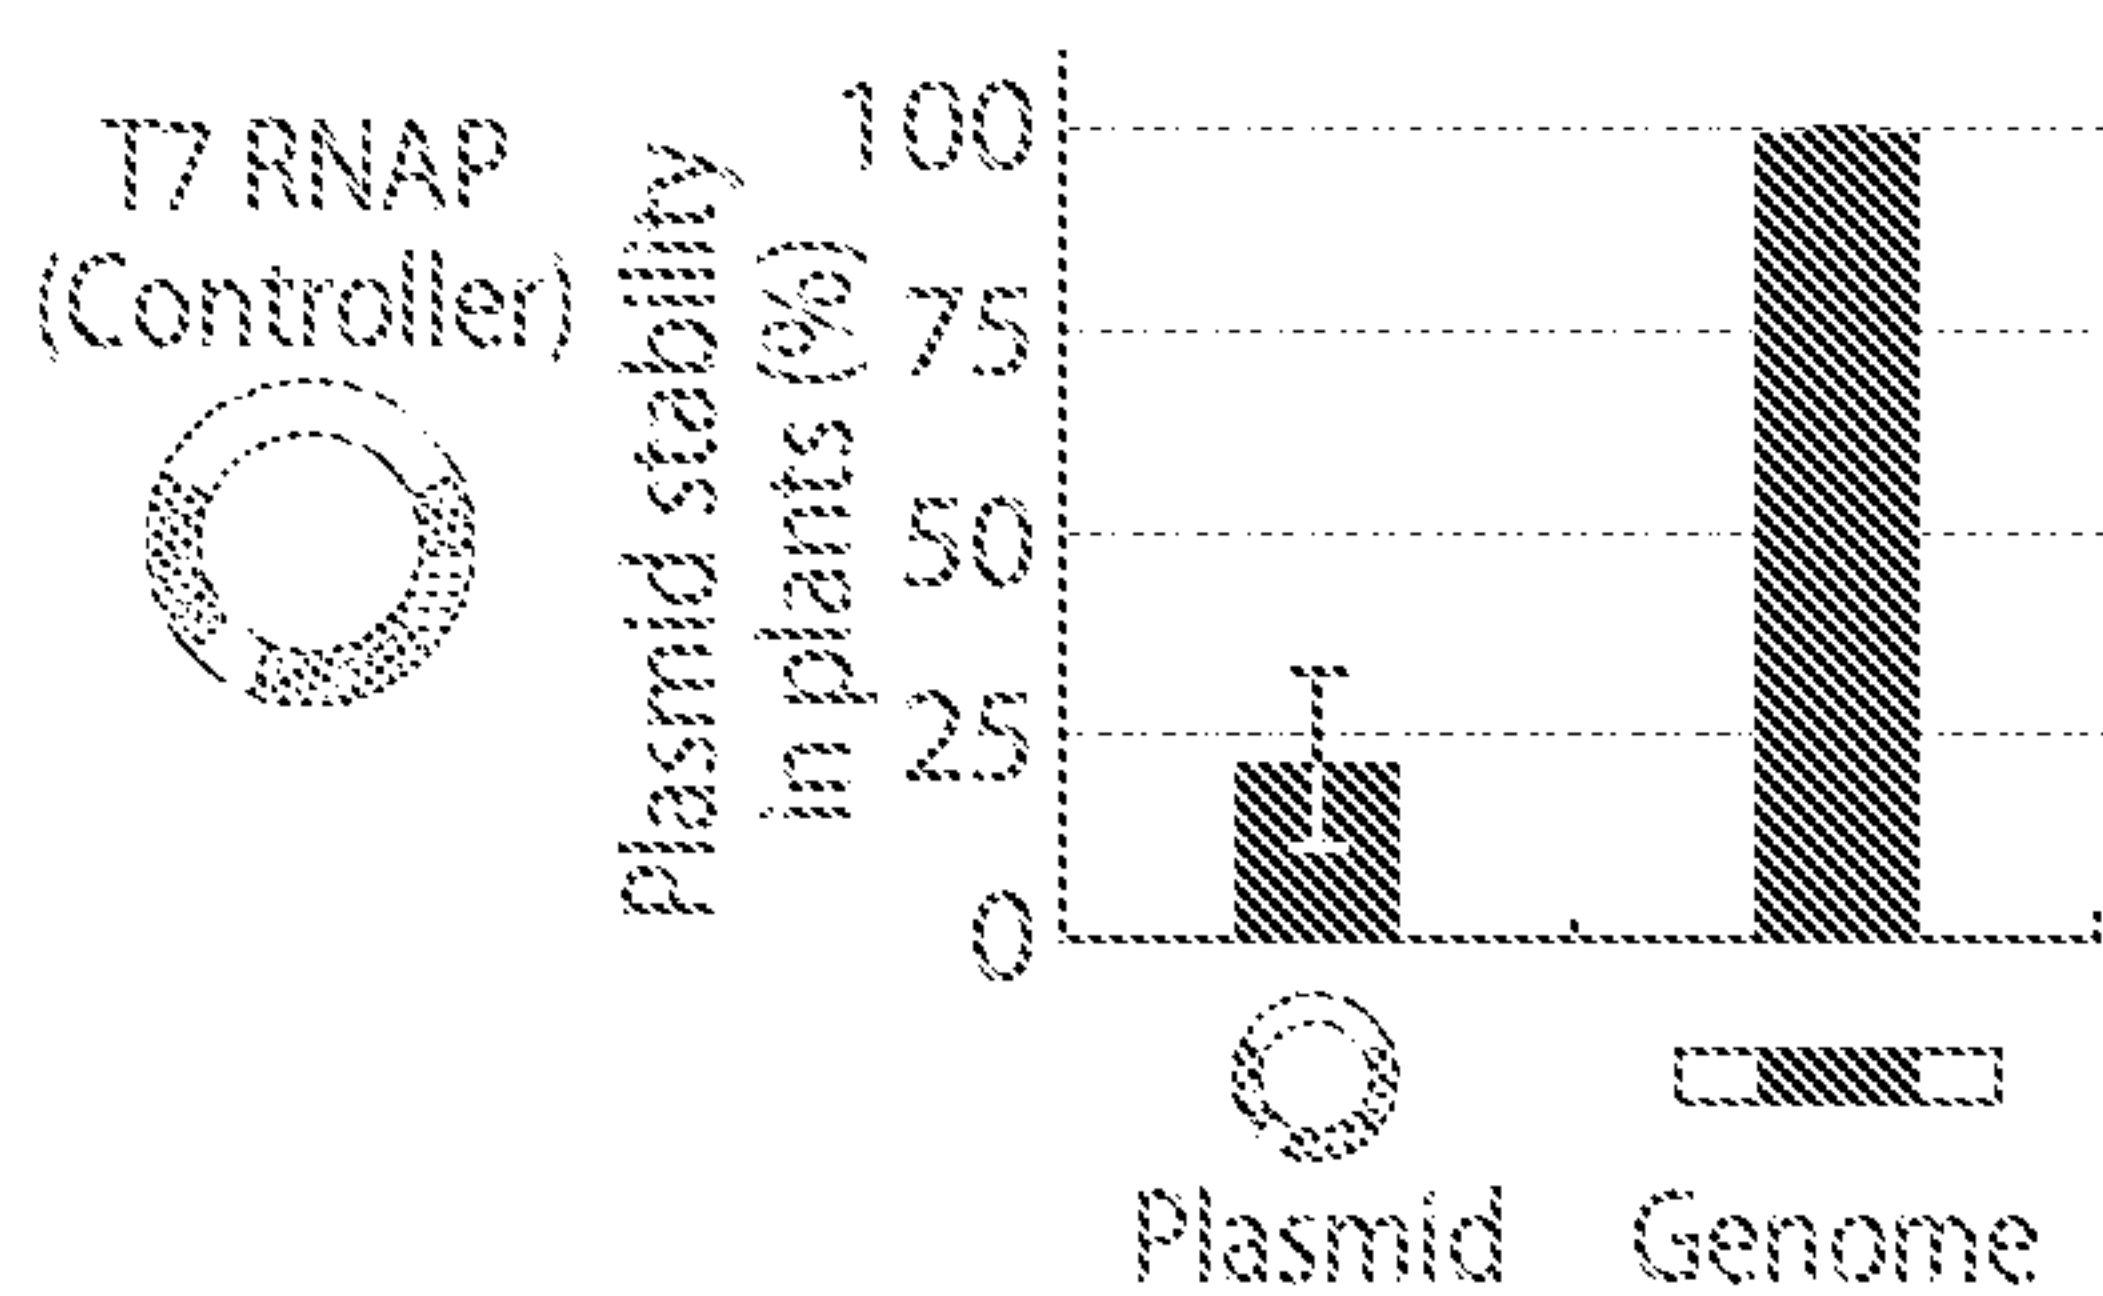 T7 RNAP
(Controller)
Plasmid stability
in plants (%)
100
75
50
25
0
Plasmid
Genome